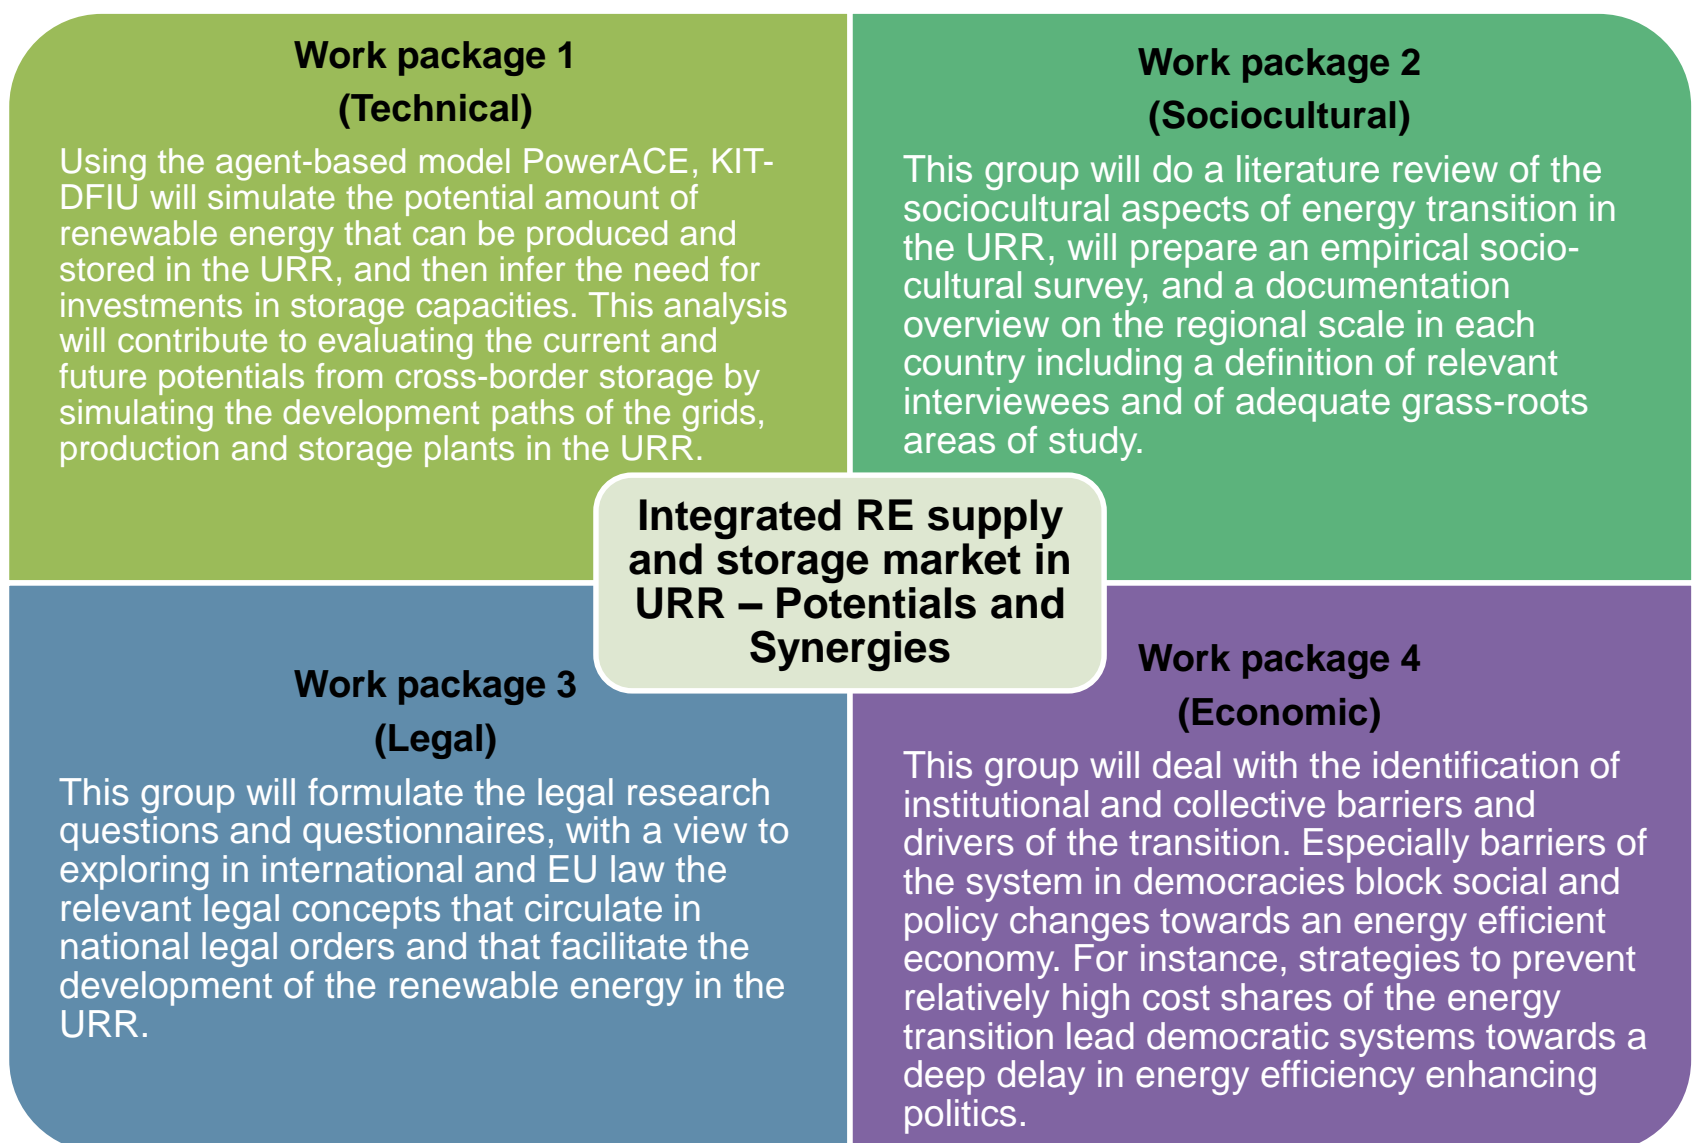 Work package 1
(Technical)
Using the agent-based model PowerACE, KIT-
DFIU will simulate the potential amount of
renewable energy that can be produced and
stored in the URR, and then infer the need for
investments in storage capacities. This analysis
will contribute to evaluating the current and
future potentials from cross-border storage by
simulating the development paths of the grids,
production and storage plants in the URR.
Work package 2
(Sociocultural)
This group will do a literature review of the
sociocultural aspects of energy transition in
the URR, will prepare an empirical socio-
cultural survey, and a documentation
overview on the regional scale in each
country including a definition of relevant
interviewees and of adequate grass-roots
areas of study.
Integrated RE supply
and storage market in
URR – Potentials and
Synergies
Work package 3
(Legal)
This group will formulate the legal research
questions and questionnaires, with a view to
exploring in international and EU law the
relevant legal concepts that circulate in
national legal orders and that facilitate the
development of the renewable energy in the
URR.
Work package 4
(Economic)
This group will deal with the identification of
institutional and collective barriers and
drivers of the transition. Especially barriers of
the system in democracies block social and
policy changes towards an energy efficient
economy. For instance, strategies to prevent
relatively high cost shares of the energy
transition lead democratic systems towards a
deep delay in energy efficiency enhancing
politics.